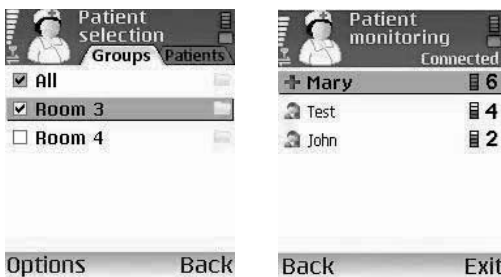 Patient
selection
Groups Patients
All
Room 3
Room 4
Options Back
Patient
monitoring
Connected
Mary 6
Test 4
John 2
Back Exit